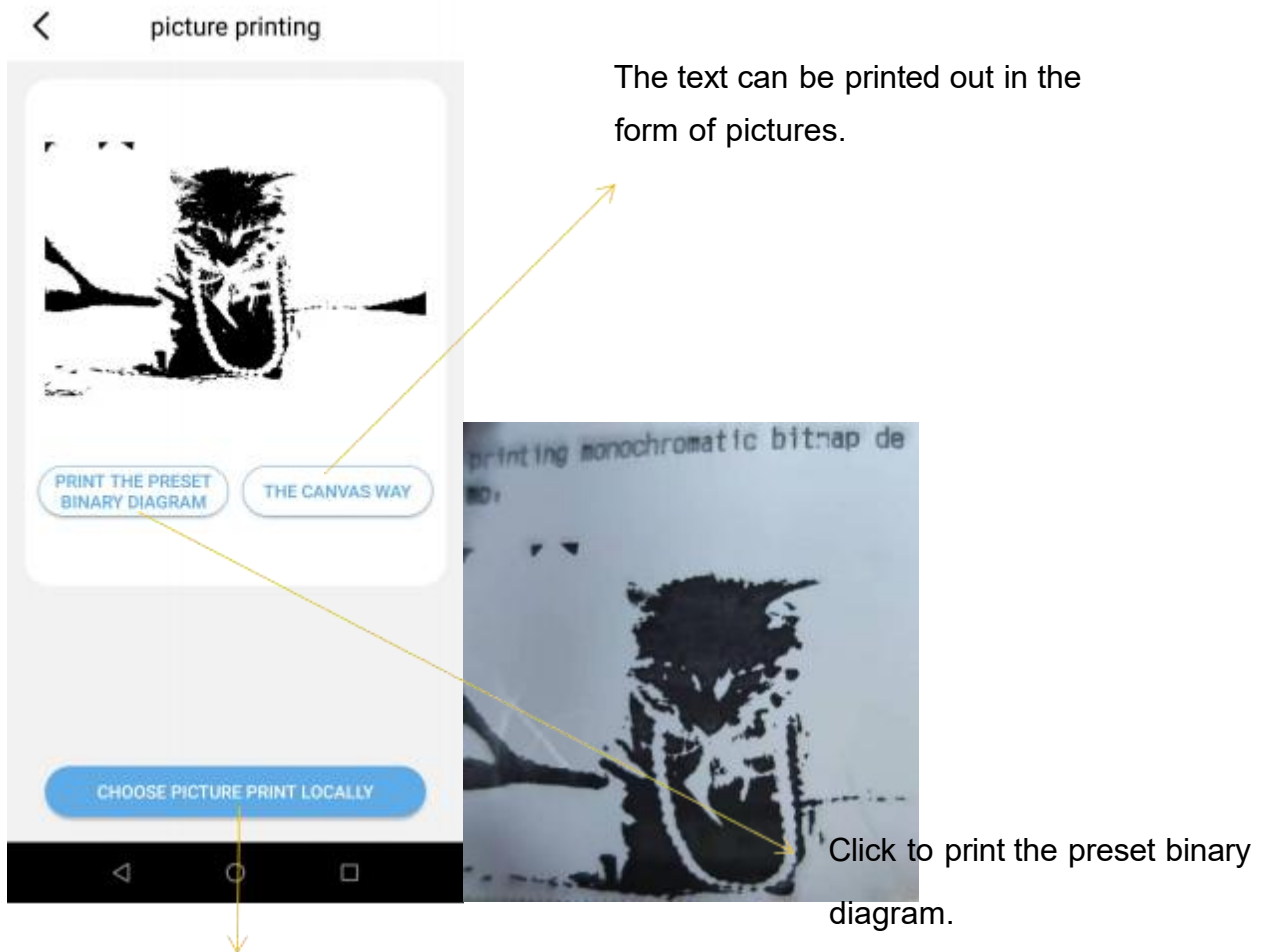 picture printing
The text can be printed out in the
form of pictures.
PRINT THE PRESET
BINARY DIAGRAM
THE CANVAS WAY
printing monochromatic bitmap de
mo:
CHOOSE PICTURE PRINT LOCALLY
Click to print the preset binary
diagram.